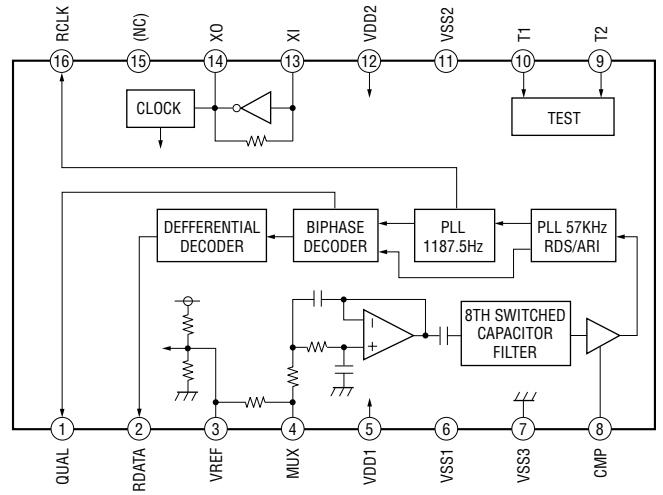 RCLK
(NC)
XO
XI
VDD2
VSS2
T1
T2
16
15
14
13
12
11
10
9
CLOCK
TEST
DEFFERENTIAL
DECODER
BIPHASE
DECODER
PLL
1187.5Hz
PLL 57KHz
RDS/ARI
−
+
8TH SWITCHED
CAPACITOR
FILTER
1
2
3
4
5
6
7
8
QUAL
RDATA
VREF
MUX
VDD1
VSS1
VSS3
CMP